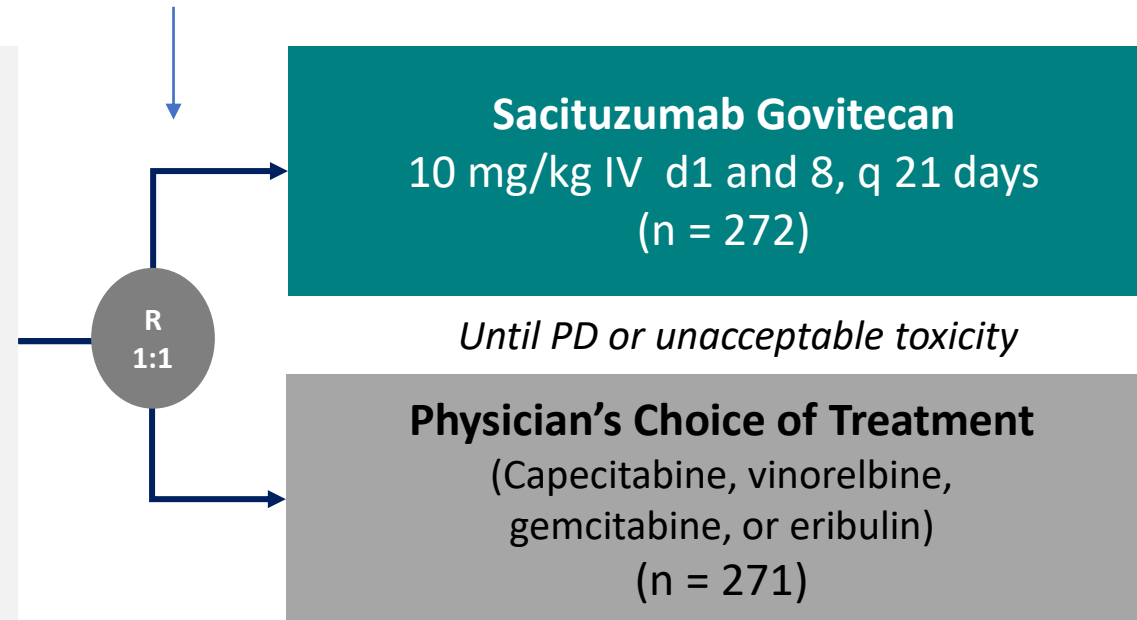 Sacituzumab Govitecan
10 mg/kg IV d1 and 8, q 21 days
(n = 272)
R
1:1
Until PD or unacceptable toxicity
Physician’s Choice of Treatment
(Capecitabine, vinorelbine,
gemcitabine, or eribulin)
(n = 271)